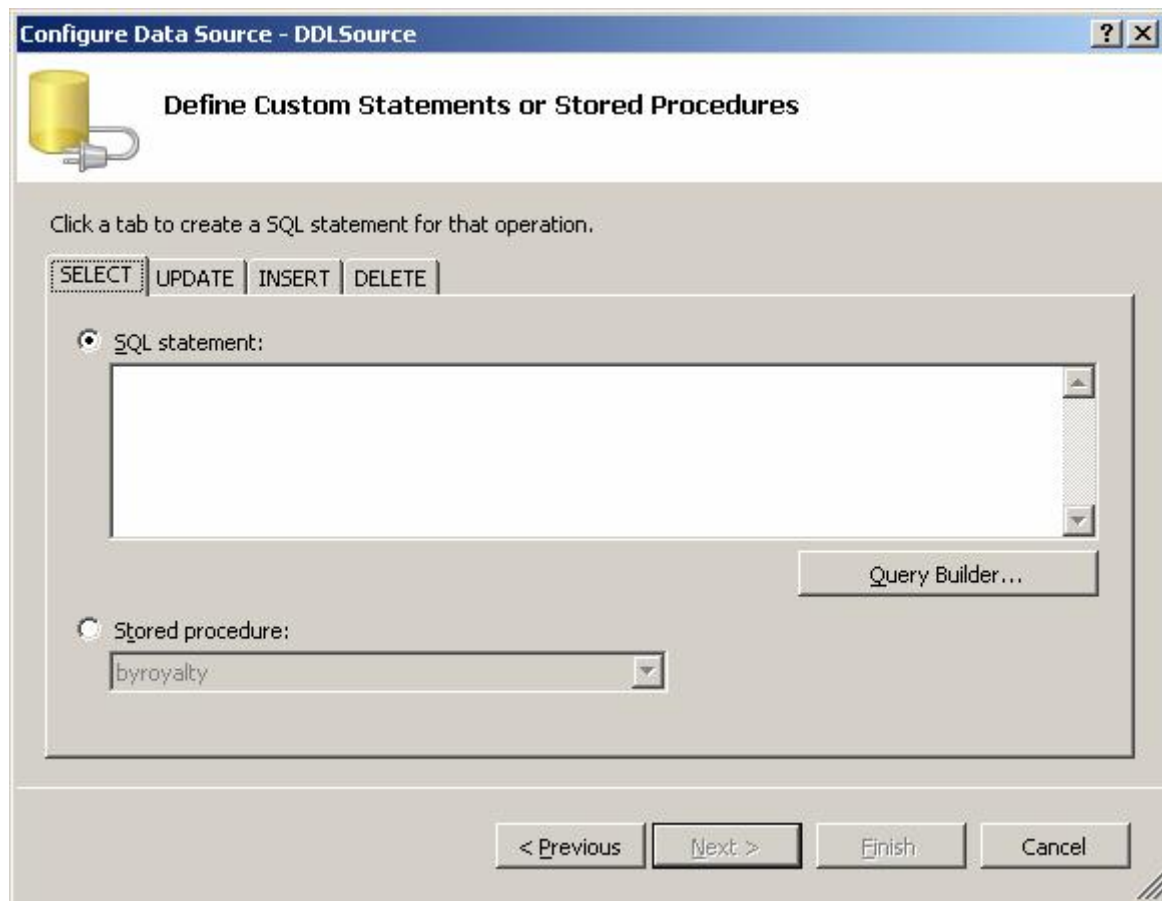 Configure Data Source - DDLSource
Define Custom Statements or Stored Procedures
Click a tab to create a SQL statement for that operation.
SELECT UPDATE INSERT DELETE
SQL statement:
Query Builder...
Stored procedure:
byroyalty
< Previous Next > Finish Cancel